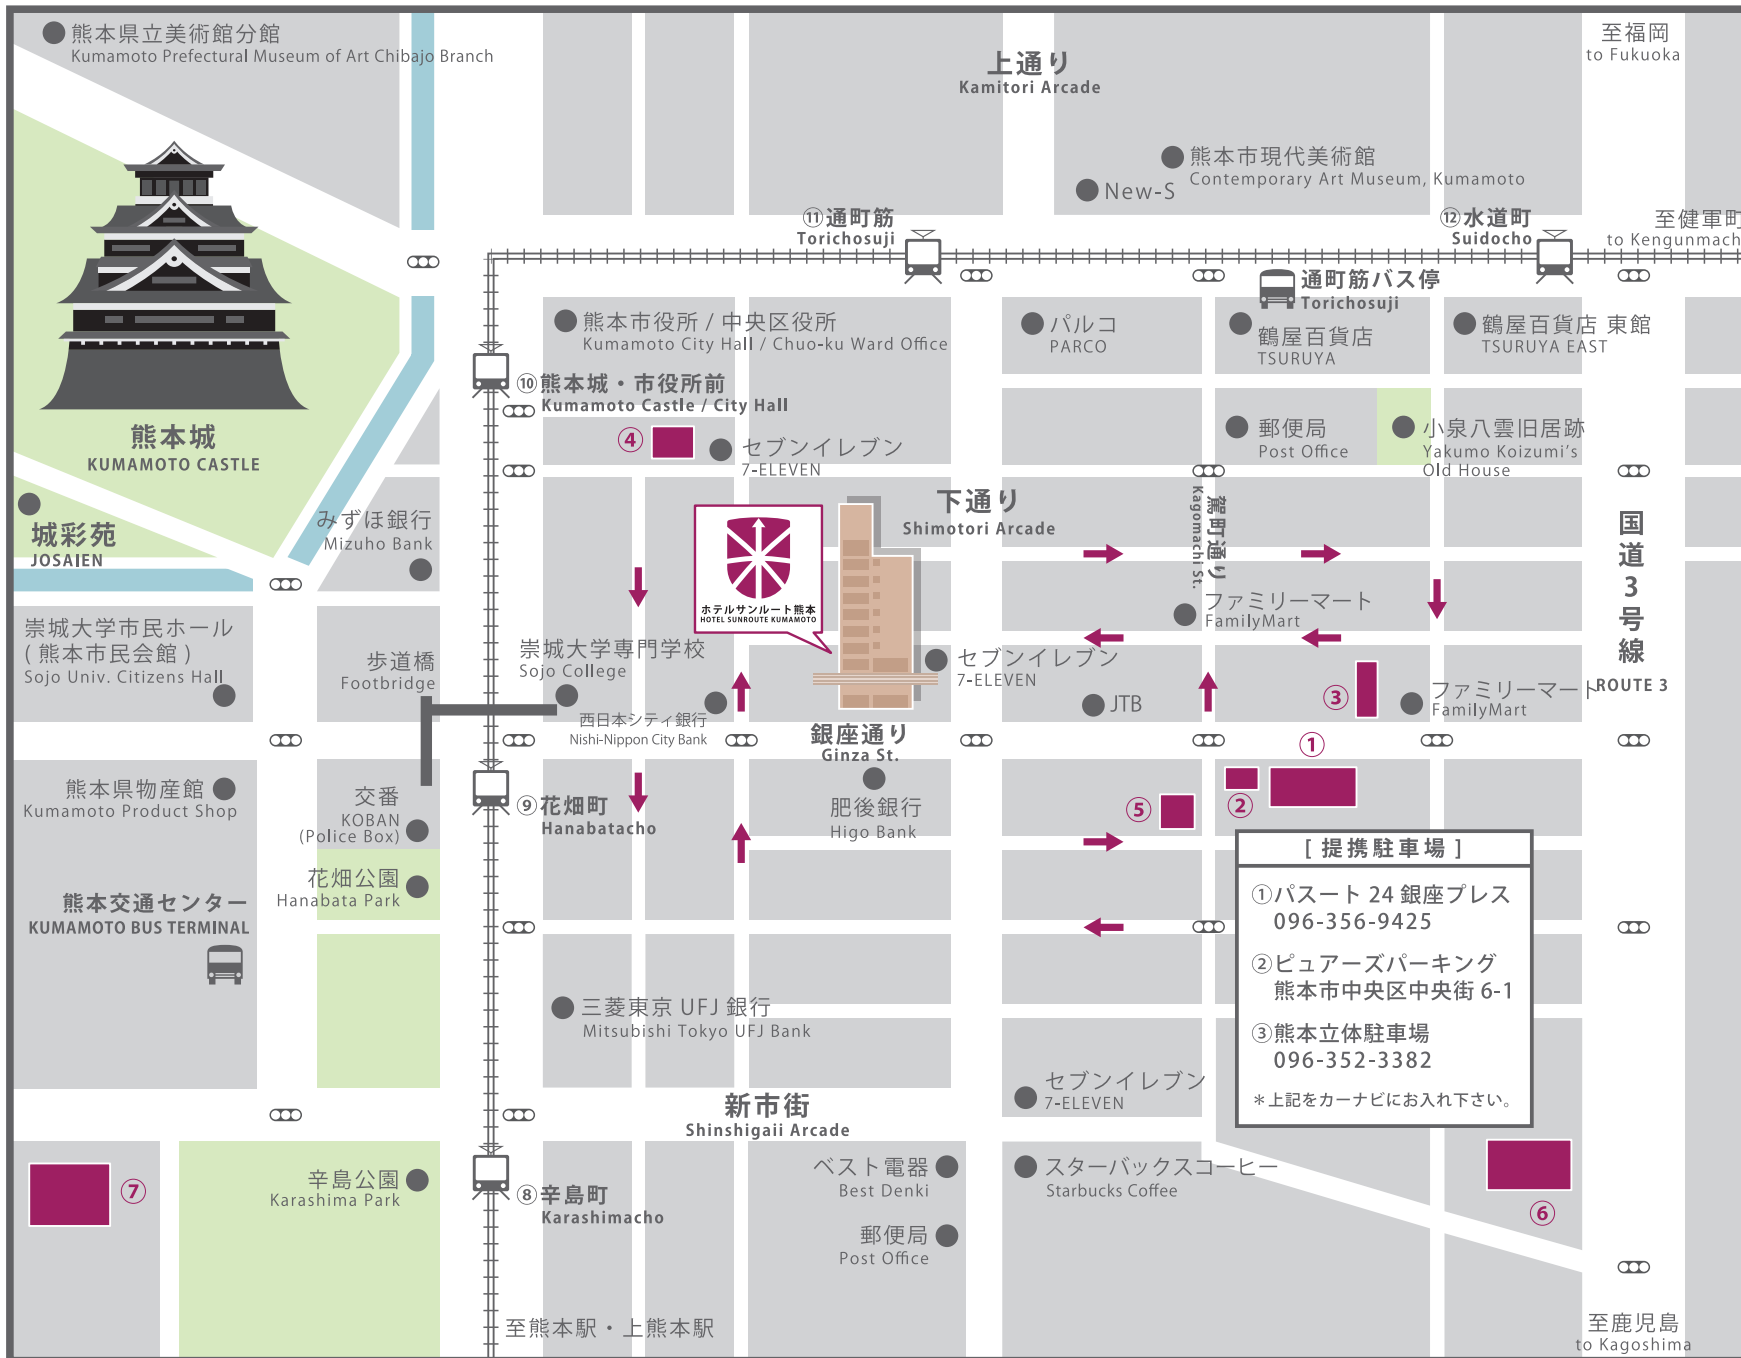 熊本県立美術館分館
Kumamoto Prefectural Museum of Art Chibajo Branch
上通り
Kamitori Arcade
至福岡
to Fukuoka
熊本市現代美術館
Contemporary Art Museum, Kumamoto
New-S
⑪通町筋
Torichosuji
⑫水道町
Suidocho
至健軍町
to Kengunmach
通町筋バス停
Torichosuji
熊本市役所 / 中央区役所
Kumamoto City Hall / Chuo-ku Ward Office
パルコ
PARCO
鶴屋百貨店
TSURUYA
鶴屋百貨店 東館
TSURUYA EAST
⑩熊本城・市役所前
Kumamoto Castle / City Hall
熊本城
KUMAMOTO CASTLE
④
セブンイレブン
7-ELEVEN
郵便局
Post Office
小泉八雲旧居跡
Yakumo Koizumi's
Old House
城彩苑
JOSAIEN
みずほ銀行
Mizuho Bank
下通り
Shimotori Arcade
駕町通り
Kagomachi St.
国道3号線
ROUTE 3
ホテルサンルート熊本
HOTEL SUNROUTE KUMAMOTO
ファミリーマート
FamilyMart
崇城大学市民ホール
( 熊本市民会館 )
Sojo Univ. Citizens Hall
歩道橋
Footbridge
崇城大学専門学校
Sojo College
セブンイレブン
7-ELEVEN
JTB
③
ファミリーマート
FamilyMart
西日本シティ銀行
Nishi-Nippon City Bank
銀座通り
Ginza St.
①
熊本県物産館
Kumamoto Product Shop
交番
KOBAN
(Police Box)
⑨花畑町
Hanabatacho
肥後銀行
Higo Bank
⑤
②
[ 提携駐車場 ]
①パスート 24 銀座プレス
096-356-9425
②ピュアーズパーキング
熊本市中央区中央街 6-1
③熊本立体駐車場
096-352-3382
＊上記をカーナビにお入れ下さい。
花畑公園
Hanabata Park
熊本交通センター
KUMAMOTO BUS TERMINAL
三菱東京 UFJ 銀行
Mitsubishi Tokyo UFJ Bank
セブンイレブン
7-ELEVEN
新市街
Shinshigaii Arcade
⑦
辛島公園
Karashima Park
⑧辛島町
Karashimacho
ベスト電器
Best Denki
スターバックスコーヒー
Starbucks Coffee
⑥
郵便局
Post Office
至熊本駅・上熊本駅
至鹿児島
to Kagoshima